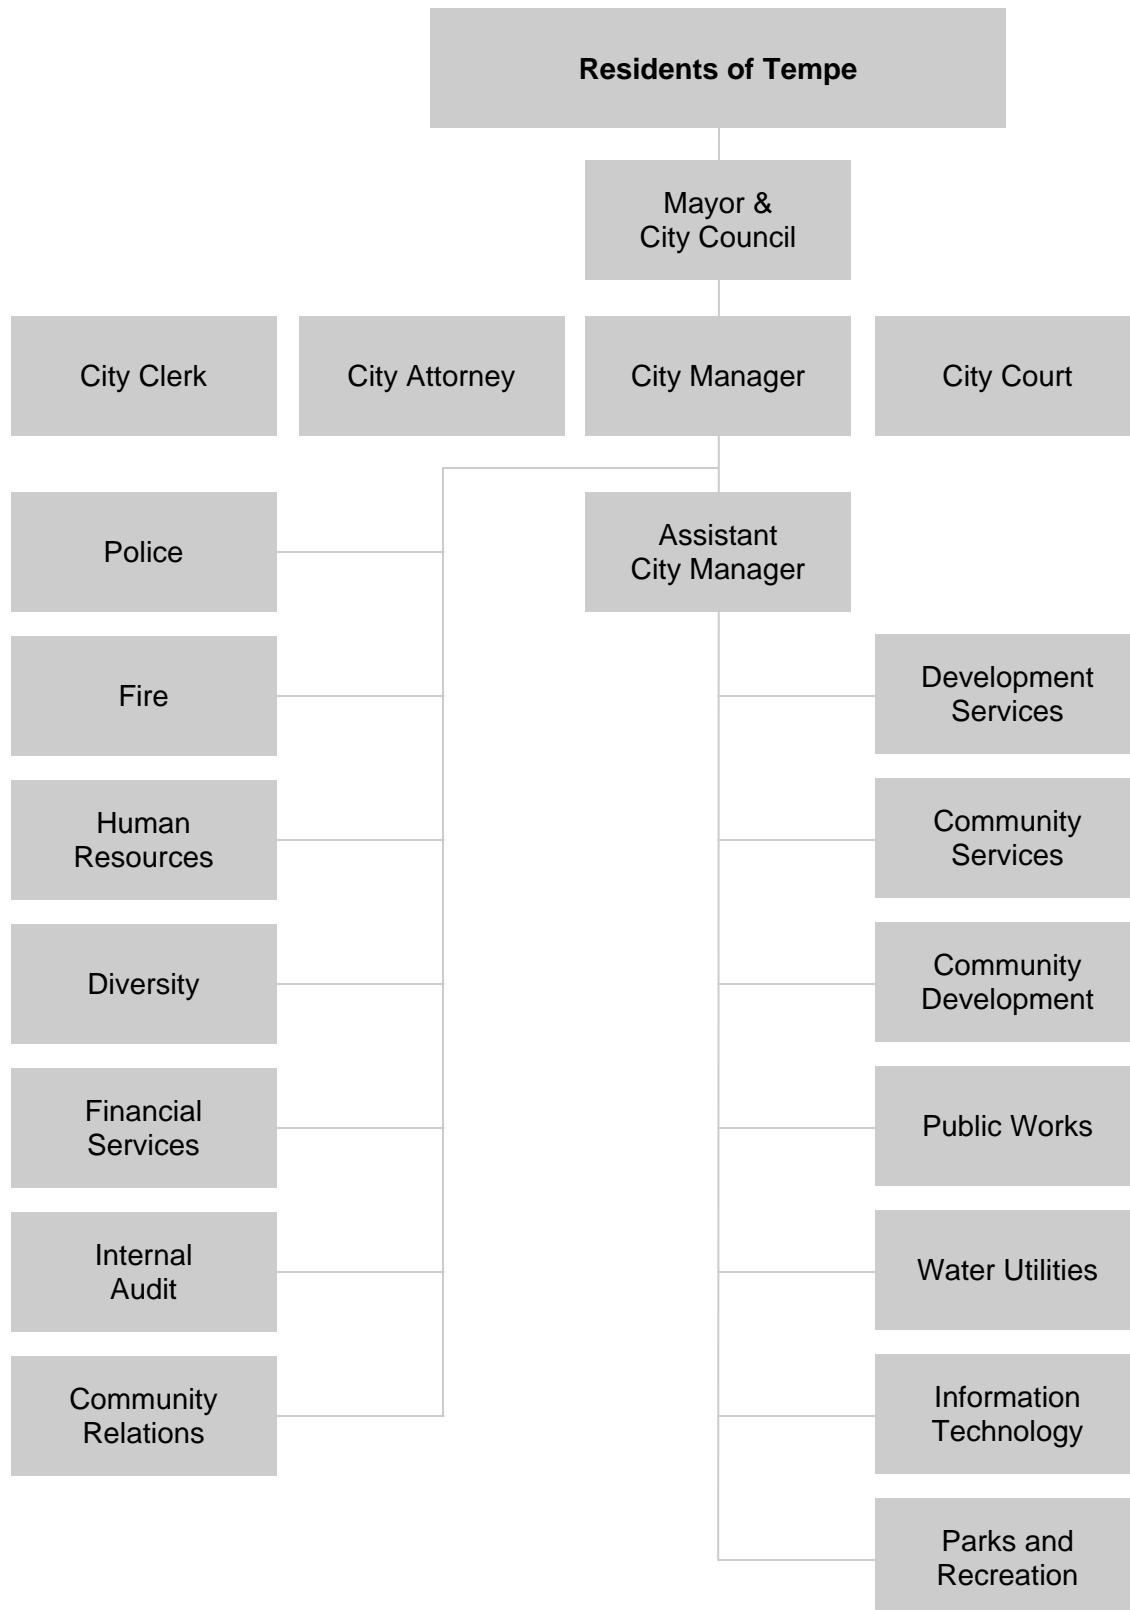 Residents of Tempe
Mayor &
City Council
City Clerk
City Attorney
City Manager
City Court
Police
Assistant
City Manager
Fire
Development
Services
Human
Resources
Community
Services
Diversity
Community
Development
Financial
Services
Public Works
Internal
Audit
Water Utilities
Community
Relations
Information
Technology
Parks and
Recreation